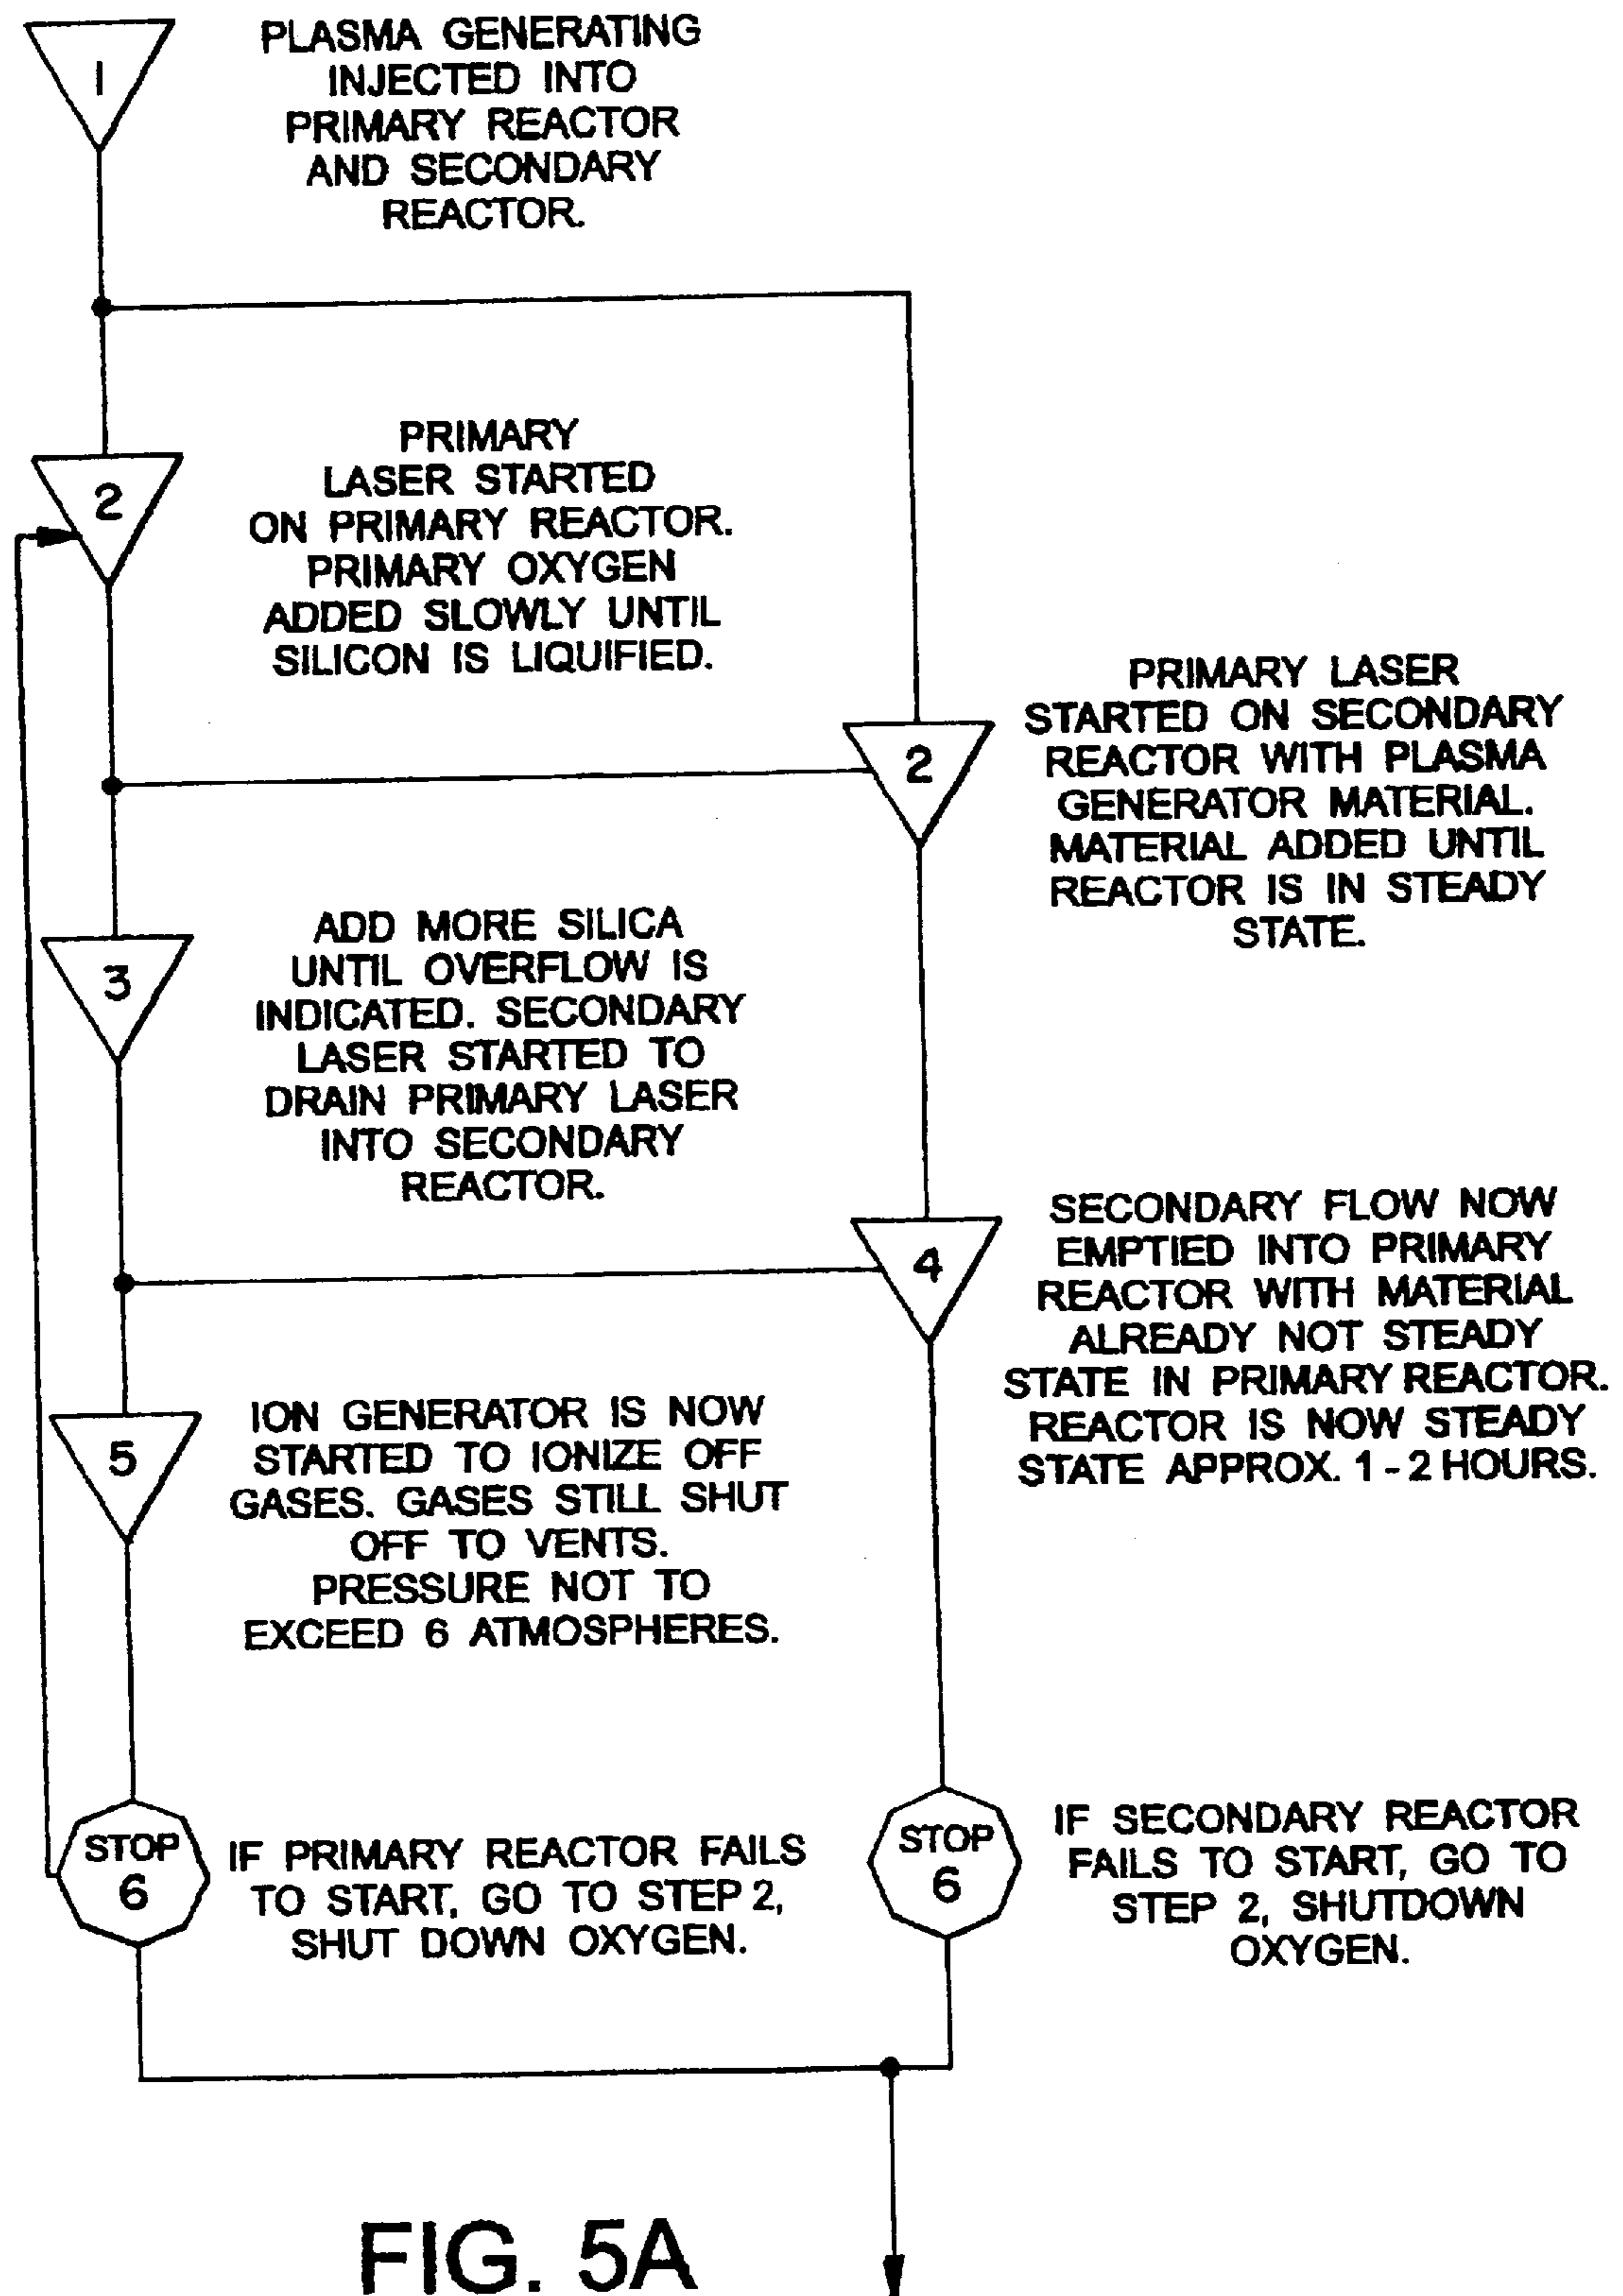 1
PLASMA GENERATING
INJECTED INTO
PRIMARY REACTOR
AND SECONDARY
REACTOR.
2
PRIMARY
LASER STARTED
ON PRIMARY REACTOR.
PRIMARY OXYGEN
ADDED SLOWLY UNTIL
SILICON IS LIQUIFIED.
2
PRIMARY LASER
STARTED ON SECONDARY
REACTOR WITH PLASMA
GENERATOR MATERIAL.
MATERIAL ADDED UNTIL
REACTOR IS IN STEADY
STATE.
3
ADD MORE SILICA
UNTIL OVERFLOW IS
INDICATED. SECONDARY
LASER STARTED TO
DRAIN PRIMARY LASER
INTO SECONDARY
REACTOR.
4
SECONDARY FLOW NOW
EMPTIED INTO PRIMARY
REACTOR WITH MATERIAL
ALREADY NOT STEADY
STATE IN PRIMARY REACTOR.
REACTOR IS NOW STEADY
STATE APPROX. 1-2 HOURS.
5
ION GENERATOR IS NOW
STARTED TO IONIZE OFF
GASES. GASES STILL SHUT
OFF TO VENTS.
PRESSURE NOT TO
EXCEED 6 ATMOSPHERES.
STOP
6
IF PRIMARY REACTOR FAILS
TO START, GO TO STEP 2,
SHUT DOWN OXYGEN.
STOP
6
IF SECONDARY REACTOR
FAILS TO START, GO TO
STEP 2, SHUTDOWN
OXYGEN.
FIG. 5A